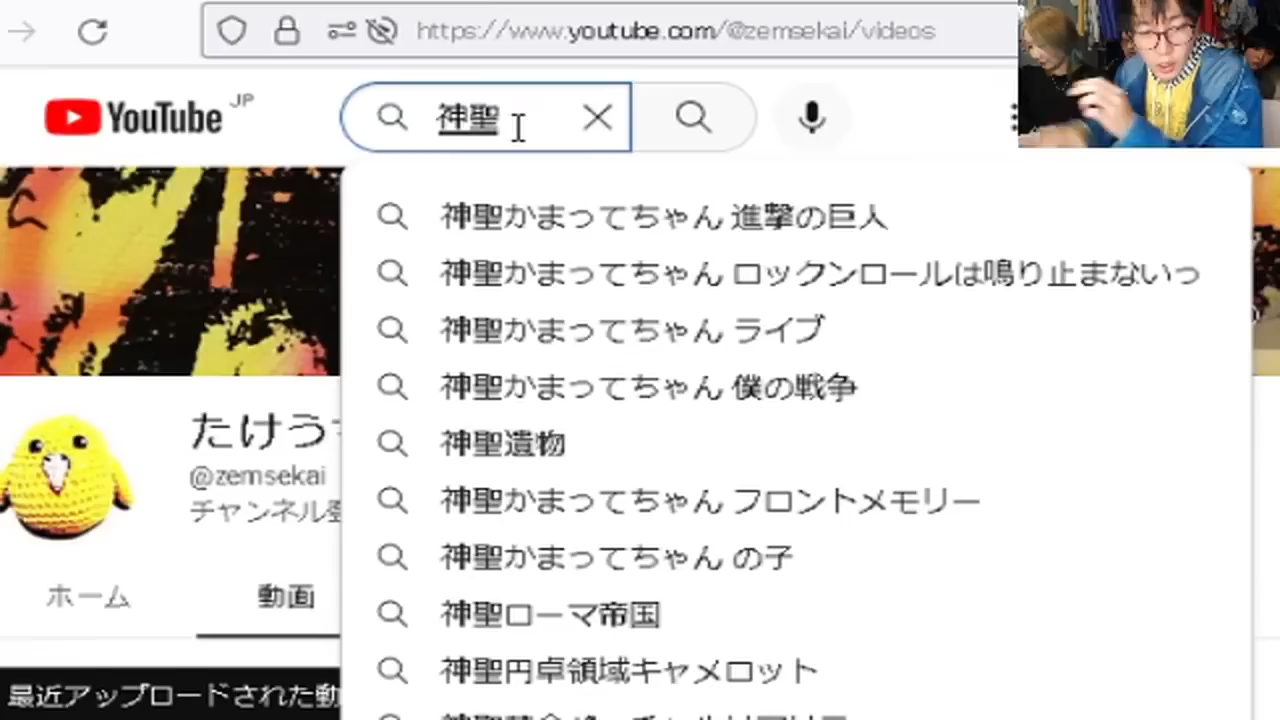 https://www.youtube.com/@zemsekai/videos
YouTube JP
神聖
神聖かまってちゃん 進撃の巨人
神聖かまってちゃん ロックンロールは鳴り止まないっ
神聖かまってちゃん ライブ
神聖かまってちゃん 僕の戦争
神聖遺物
神聖かまってちゃん フロントメモリー
神聖かまってちゃん の子
神聖ローマ帝国
神聖円卓領域キャメロット
たけう
@zemsekai
チャンネル登
ホーム
動画
最近アップロードされた動